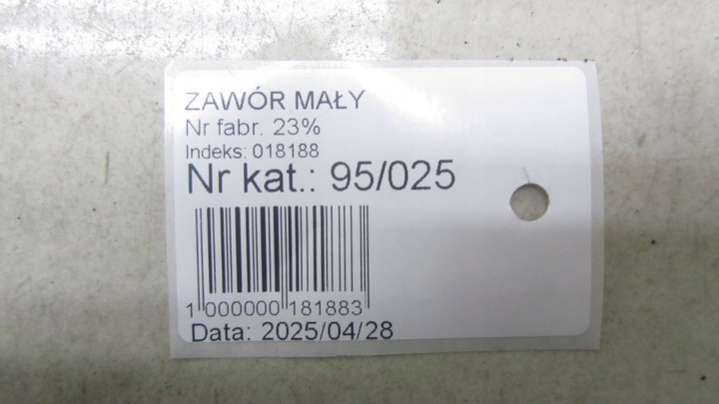 ZAWÓR MAŁY
Nr fabr. 23%
Indeks: 018188
Nr kat.: 95/025
1 000000 181883
Data: 2025/04/28